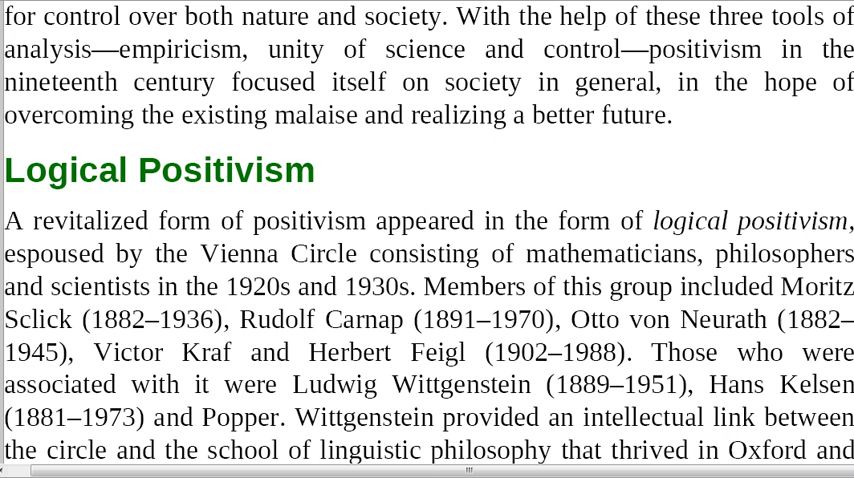 for control over both nature and society. With the help of these three tools of
analysis—empiricism, unity of science and control—positivism in the
nineteenth century focused itself on society in general, in the hope of
overcoming the existing malaise and realizing a better future.
Logical Positivism
A revitalized form of positivism appeared in the form of logical positivism,
espoused by the Vienna Circle consisting of mathematicians, philosophers
and scientists in the 1920s and 1930s. Members of this group included Moritz
Sclick (1882–1936), Rudolf Carnap (1891–1970), Otto von Neurath (1882–
1945), Victor Kraf and Herbert Feigl (1902–1988). Those who were
associated with it were Ludwig Wittgenstein (1889–1951), Hans Kelsen
(1881–1973) and Popper. Wittgenstein provided an intellectual link between
the circle and the school of linguistic philosophy that thrived in Oxford and